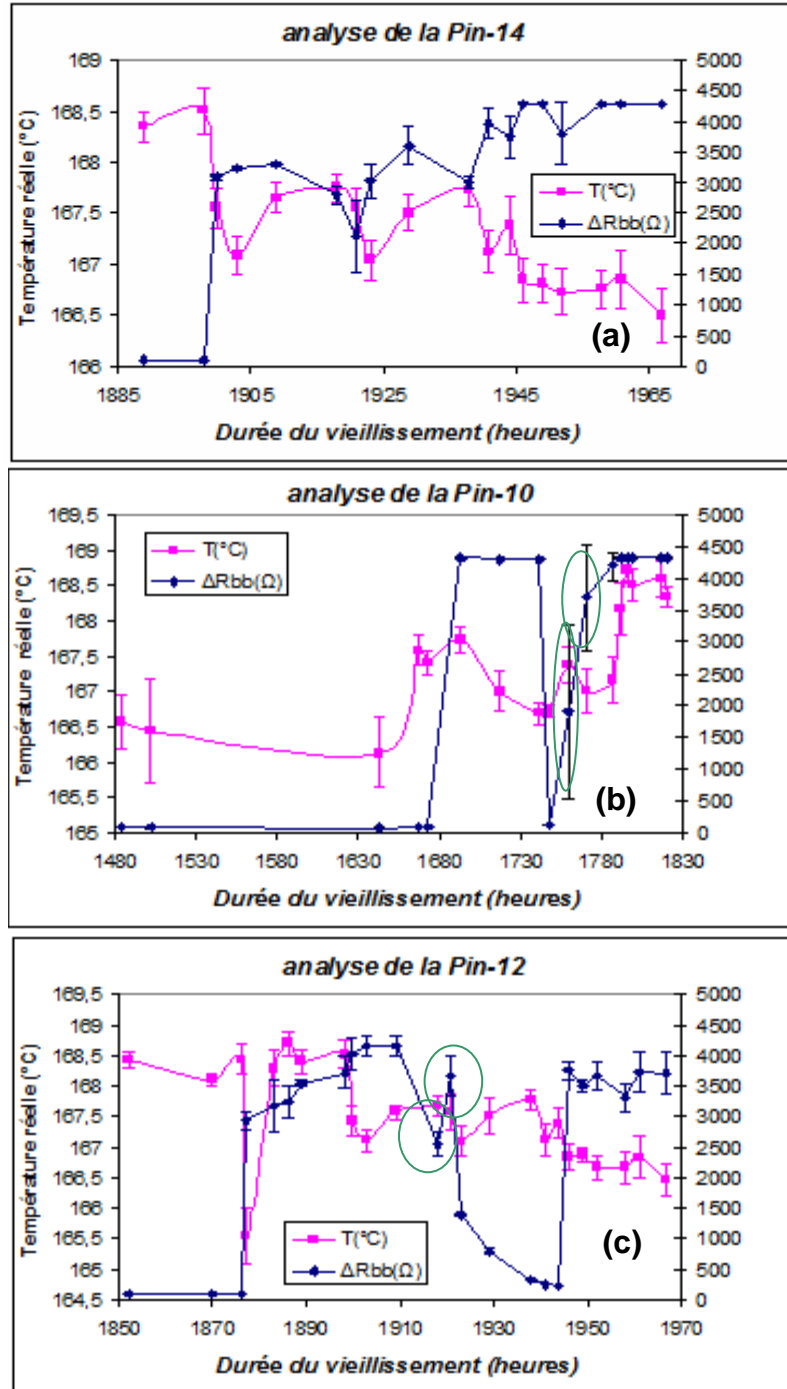 analyse de la Pin-14
Température réelle (°C)
169
168,5
168
167,5
167
166,5
166
5000
4500
4000
3500
3000
2500
2000
1500
1000
500
0
T(°C)
ΔRbb(Ω)
(a)
1885 1905 1925 1945 1965
Durée du vieillissement (heures)
analyse de la Pin-10
Température réelle (°C)
169,5
169
168,5
168
167,5
167
166,5
166
165,5
165
5000
4500
4000
3500
3000
2500
2000
1500
1000
500
0
T(°C)
ΔRbb(Ω)
(b)
1480 1530 1580 1630 1680 1730 1780 1830
Durée du vieillissement (heures)
analyse de la Pin-12
Température réelle (°C)
169,5
169
168,5
168
167,5
167
166,5
166
165,5
165
164,5
5000
4500
4000
3500
3000
2500
2000
1500
1000
500
0
T(°C)
ΔRbb(Ω)
(c)
1850 1870 1890 1910 1930 1950 1970
Durée du vieillissement (heures)